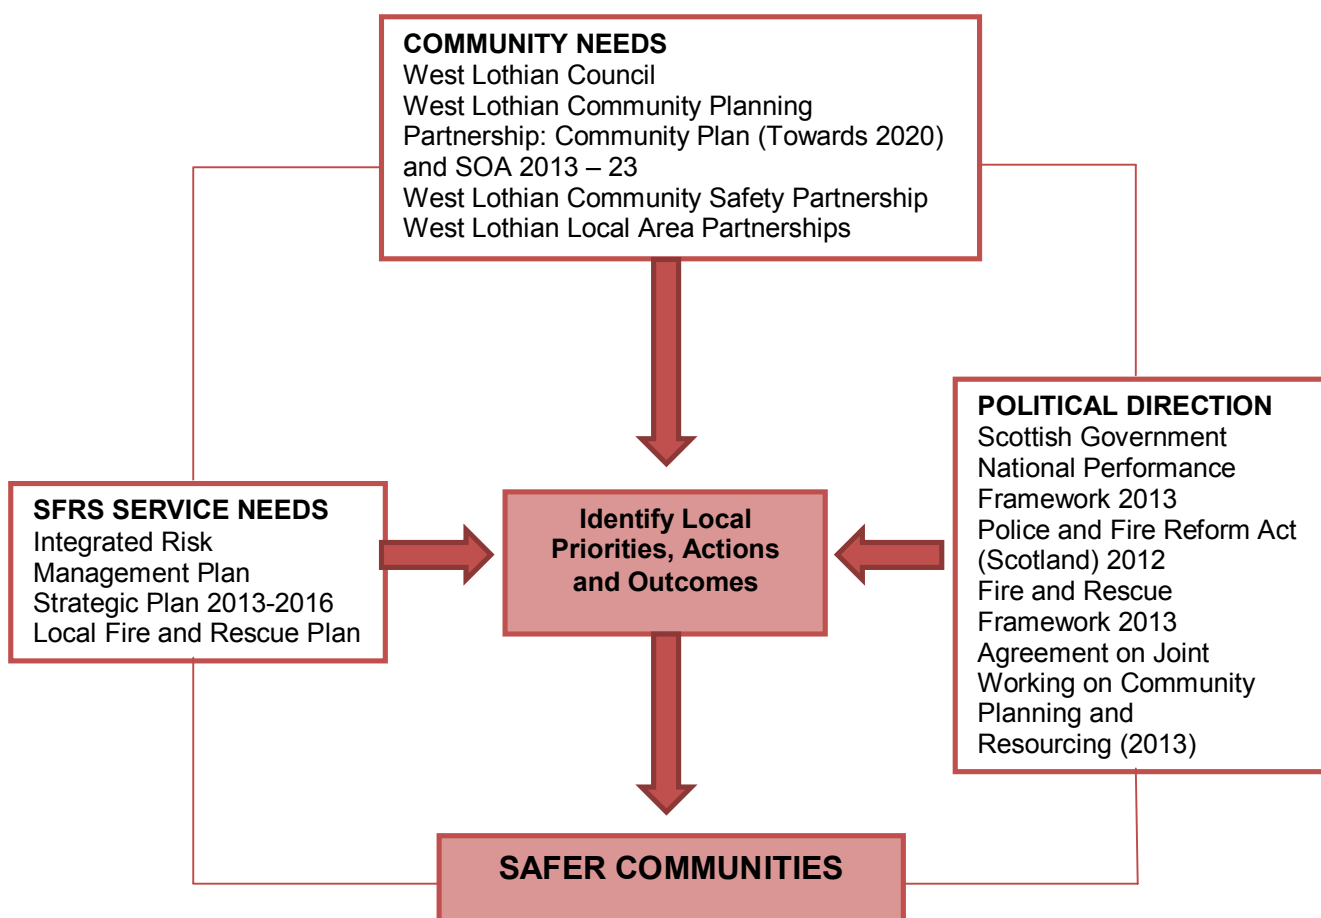 COMMUNITY NEEDS
West Lothian Council
West Lothian Community Planning
Partnership: Community Plan (Towards 2020)
and SOA 2013 – 23
West Lothian Community Safety Partnership
West Lothian Local Area Partnerships
SFRS SERVICE NEEDS
Integrated Risk
Management Plan
Strategic Plan 2013-2016
Local Fire and Rescue Plan
Identify Local
Priorities, Actions
and Outcomes
POLITICAL DIRECTION
Scottish Government
National Performance
Framework 2013
Police and Fire Reform Act
(Scotland) 2012
Fire and Rescue
Framework 2013
Agreement on Joint
Working on Community
Planning and
Resourcing (2013)
SAFER COMMUNITIES